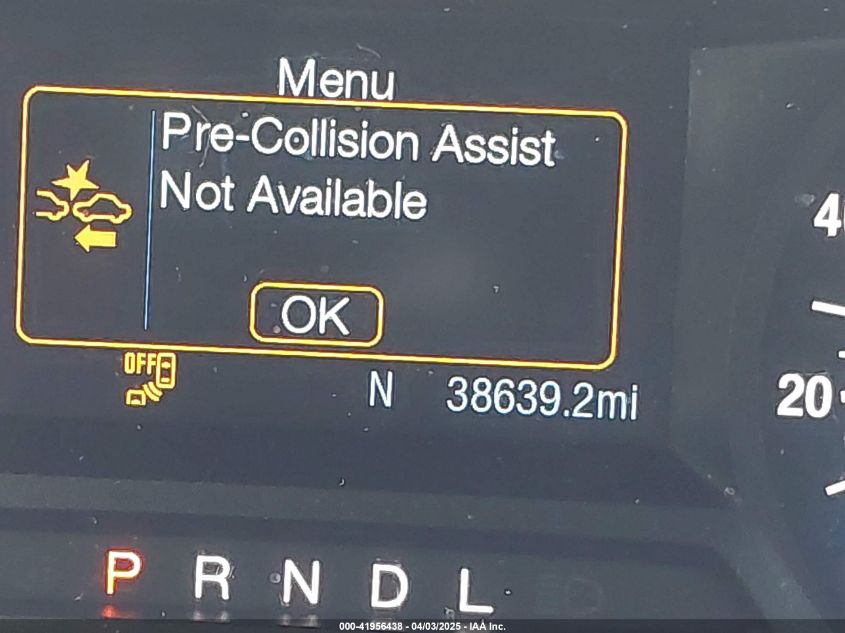 Menu
Pre-Collision Assist
Not Available
OK
OFF
N 38639.2mi
20
P R N D L
000-41956438 - 04/03/2025 - IAA Inc.